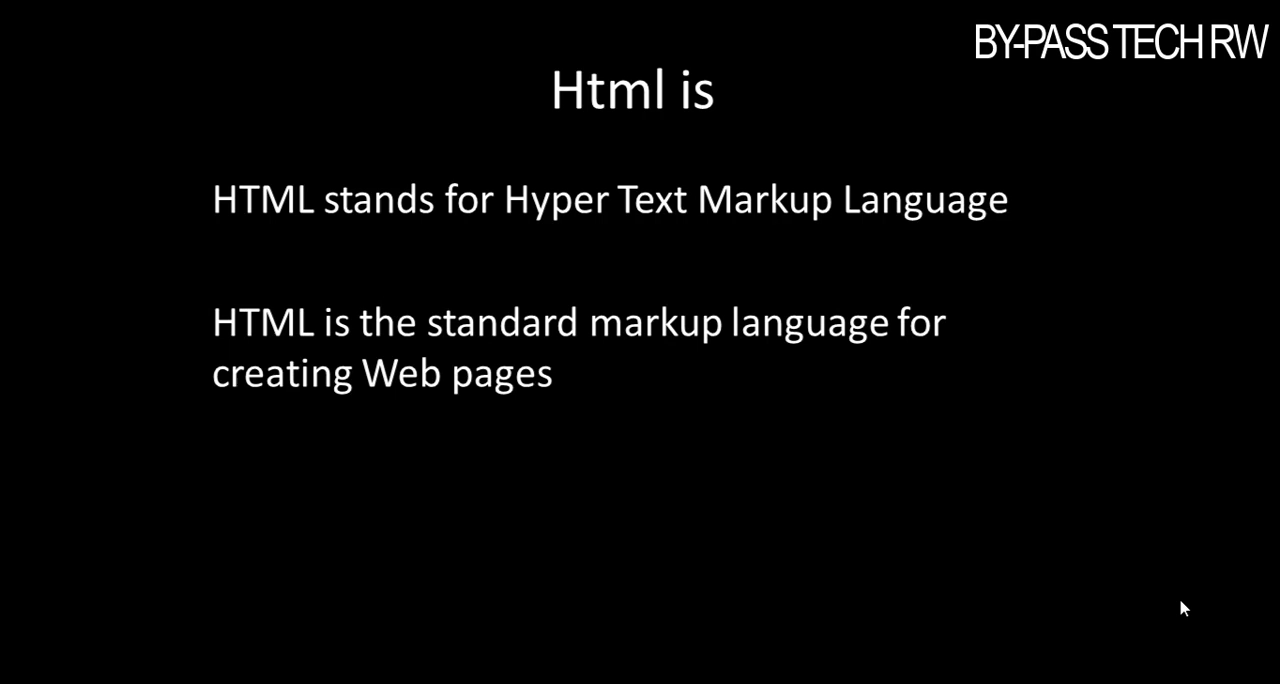 BY-PASS TECH RW
Html is
HTML stands for Hyper Text Markup Language
HTML is the standard markup language for
creating Web pages